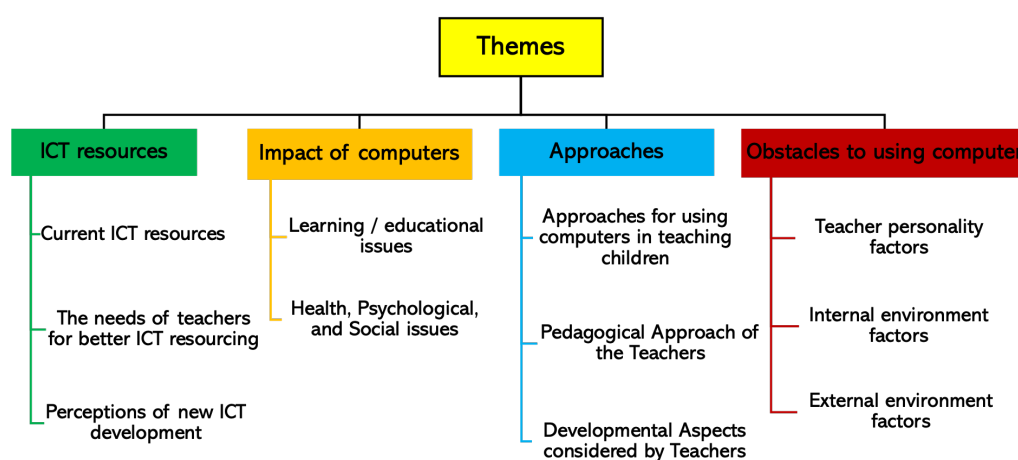 Themes
ICT resources
Current ICT resources
The needs of teachers
for better ICT resourcing
Perceptions of new ICT
development
Impact of computers
Learning / educational
issues
Health, Psychological,
and Social issues
Approaches
Approaches for using
computers in teaching
children
Pedagogical Approach of
the Teachers
Developmental Aspects
considered by Teachers
Obstacles to using computer
Teacher personality
factors
Internal environment
factors
External environment
factors